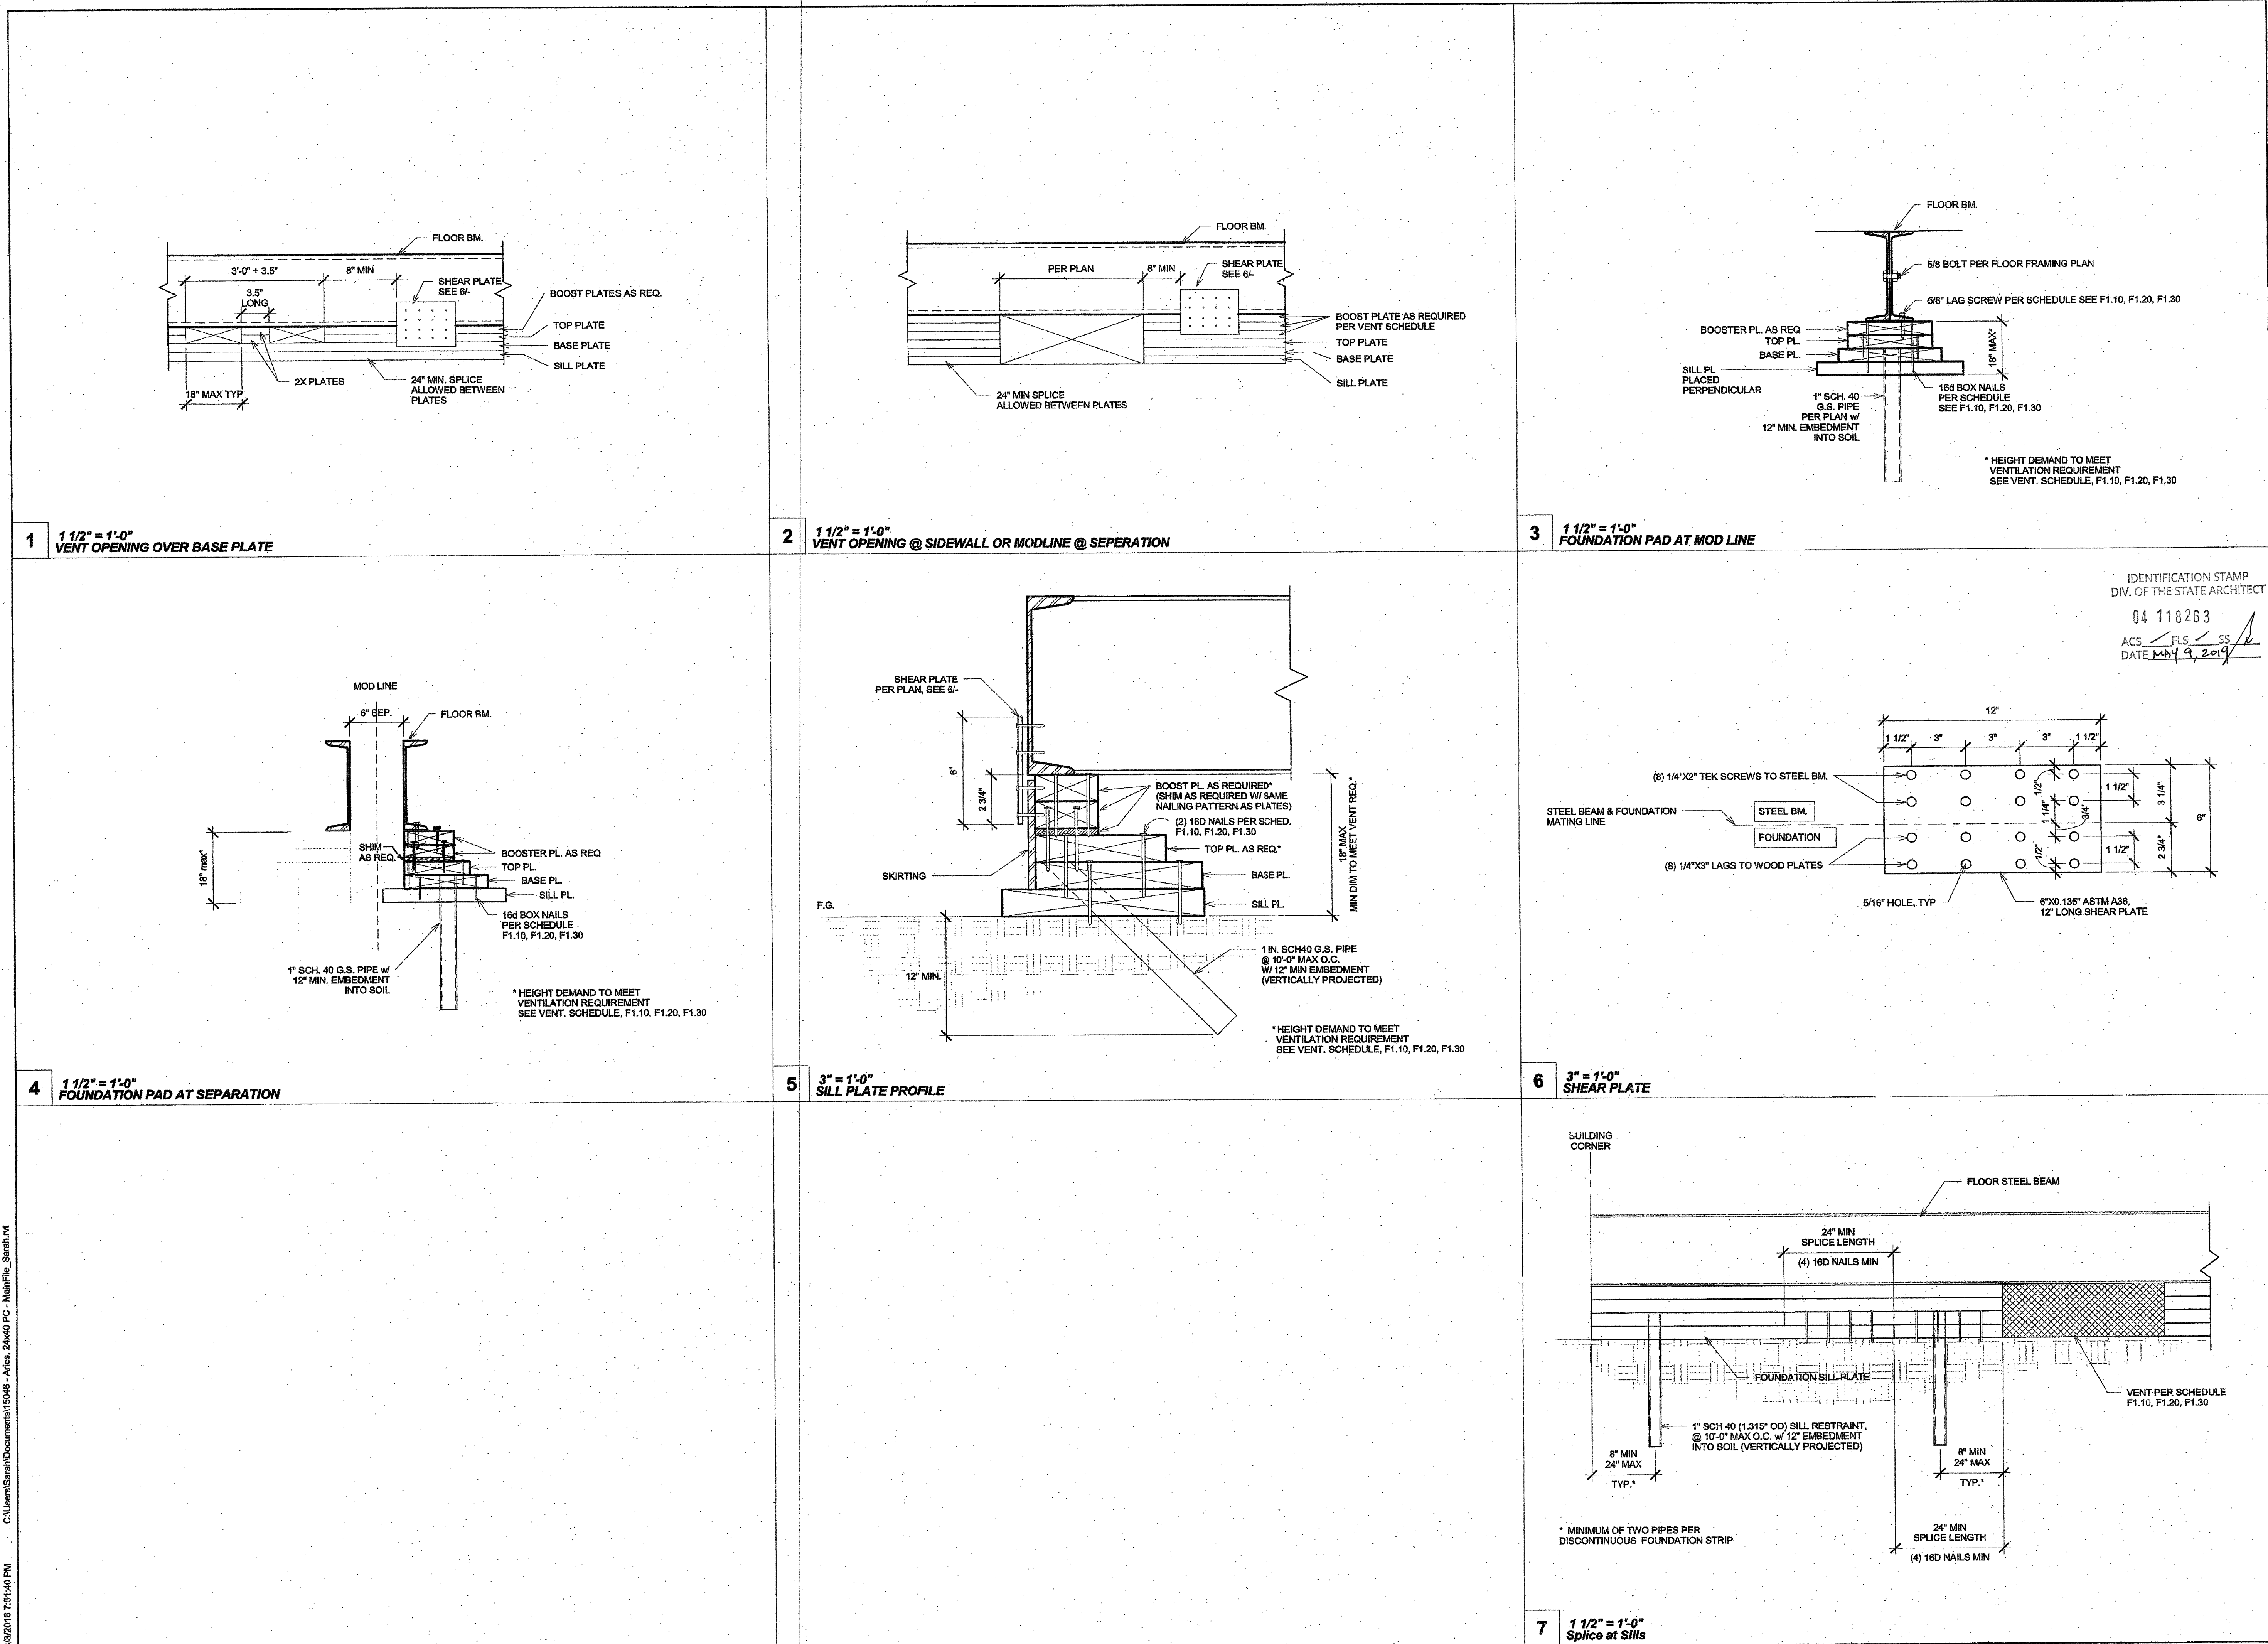 FLOOR BM.
3'-0" + 3.5"
8" MIN
3.5"
LONG
SHEAR PLATE
SEE 6/-
BOOST PLATES AS REQ.
TOP PLATE
BASE PLATE
SILL PLATE
2X PLATES
18" MAX TYP
24" MIN. SPLICE
ALLOWED BETWEEN
PLATES
1
1 1/2" = 1'-0"
VENT OPENING OVER BASE PLATE
FLOOR BM.
PER PLAN
8" MIN
SHEAR PLATE
SEE 6/-
BOOST PLATE AS REQUIRED
PER VENT SCHEDULE
TOP PLATE
BASE PLATE
SILL PLATE
24" MIN SPLICE
ALLOWED BETWEEN PLATES
2
1 1/2" = 1'-0"
VENT OPENING @ SIDEWALL OR MODLINE @ SEPERATION
FLOOR BM.
5/8 BOLT PER FLOOR FRAMING PLAN
5/8" LAG SCREW PER SCHEDULE SEE F1.10, F1.20, F1.30
BOOSTER PL. AS REQ
TOP PL.
BASE PL.
18" MAX*
SILL PL
PLACED
PERPENDICULAR
16d BOX NAILS
PER SCHEDULE
SEE F1.10, F1.20, F1.30
1" SCH. 40
G.S. PIPE
PER PLAN w/
12" MIN. EMBEDMENT
INTO SOIL
* HEIGHT DEMAND TO MEET
VENTILATION REQUIREMENT
SEE VENT. SCHEDULE, F1.10, F1.20, F1.30
3
1 1/2" = 1'-0"
FOUNDATION PAD AT MOD LINE
MOD LINE
6" SEP.
FLOOR BM.
18" max*
SHIM
AS REQ.
BOOSTER PL. AS REQ
TOP PL.
BASE PL.
SILL PL.
16d BOX NAILS
PER SCHEDULE
F1.10, F1.20, F1.30
1" SCH. 40 G.S. PIPE w/
12" MIN. EMBEDMENT
INTO SOIL
* HEIGHT DEMAND TO MEET
VENTILATION REQUIREMENT
SEE VENT. SCHEDULE, F1.10, F1.20, F1.30
4
1 1/2" = 1'-0"
FOUNDATION PAD AT SEPARATION
SHEAR PLATE
PER PLAN, SEE 6/-
6"
2 3/4"
BOOST PL. AS REQUIRED*
(SHIM AS REQUIRED W/ SAME
NAILING PATTERN AS PLATES)
(2) 16D NAILS PER SCHED.
F1.10, F1.20, F1.30
TOP PL. AS REQ.*
BASE PL.
SILL PL.
18" MAX
MIN DIM TO MEET VENT REQ.*
SKIRTING
F.G.
12" MIN.
1 IN. SCH40 G.S. PIPE
@ 10'-0" MAX O.C.
W/ 12" MIN EMBEDMENT
(VERTICALLY PROJECTED)
* HEIGHT DEMAND TO MEET
VENTILATION REQUIREMENT
SEE VENT. SCHEDULE, F1.10, F1.20, F1.30
5
3" = 1'-0"
SILL PLATE PROFILE
IDENTIFICATION STAMP
DIV. OF THE STATE ARCHITECT
04 118263
ACS FLS SS
DATE MAY 9, 2019
12"
1 1/2" 3" 3" 3" 1 1/2"
(8) 1/4"X2" TEK SCREWS TO STEEL BM.
STEEL BEAM & FOUNDATION
MATING LINE
STEEL BM.
FOUNDATION
(8) 1/4"X3" LAGS TO WOOD PLATES
1/2"
1 1/4"
3/4"
1/2"
1 1/2"
1 1/2"
3 1/4"
2 3/4"
6"
5/16" HOLE, TYP
6"X0.135" ASTM A36,
12" LONG SHEAR PLATE
6
3" = 1'-0"
SHEAR PLATE
BUILDING
CORNER
FLOOR STEEL BEAM
24" MIN
SPLICE LENGTH
(4) 16D NAILS MIN
FOUNDATION SILL PLATE
VENT PER SCHEDULE
F1.10, F1.20, F1.30
1" SCH 40 (1.315" OD) SILL RESTRAINT,
@ 10'-0" MAX O.C. w/ 12" EMBEDMENT
INTO SOIL (VERTICALLY PROJECTED)
8" MIN
24" MAX
TYP.*
8" MIN
24" MAX
TYP.*
* MINIMUM OF TWO PIPES PER
DISCONTINUOUS FOUNDATION STRIP
24" MIN
SPLICE LENGTH
(4) 16D NAILS MIN
7
1 1/2" = 1'-0"
Splice at Sills
/3/2016 7:51:40 PM C:\Users\Sarah\Documents\15046 - Aries, 24x40 PC - MainFile_Sarah.rvt